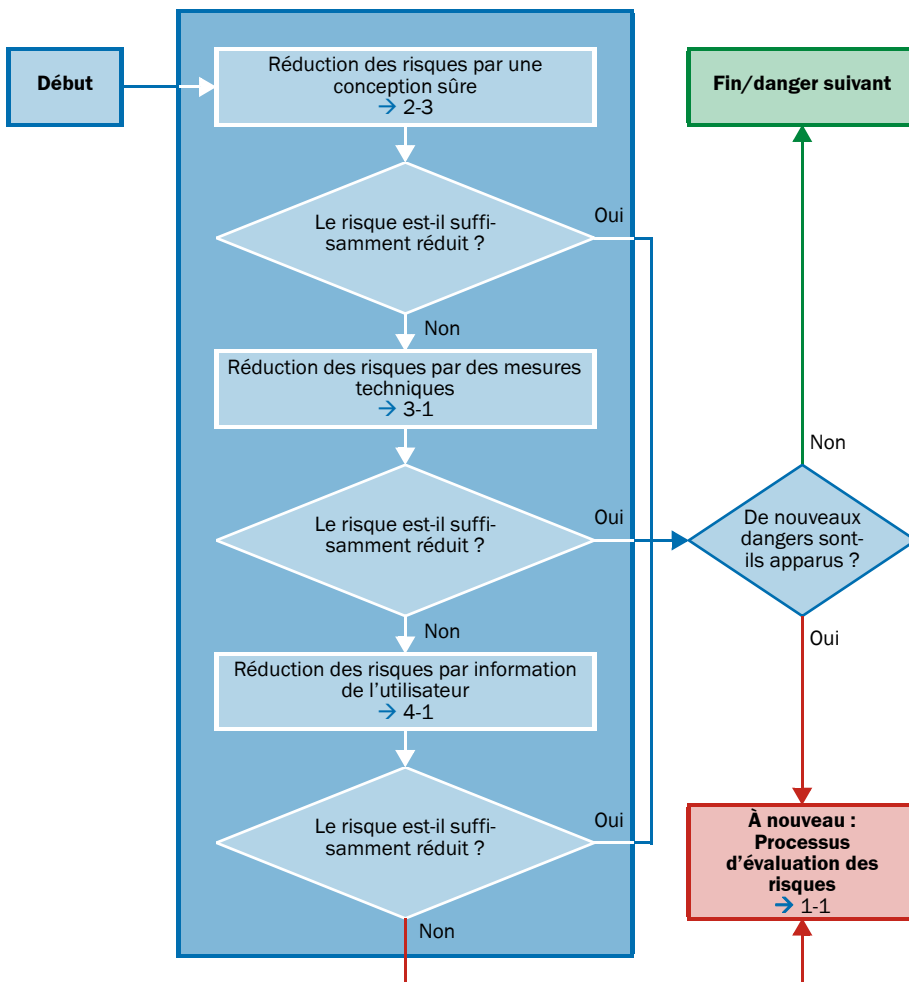 Début
Réduction des risques par une
conception sûre
→ 2-3
Fin/danger suivant
Le risque est-il suffi-
samment réduit ?
Oui
Non
Réduction des risques par des mesures
techniques
→ 3-1
Le risque est-il suffi-
samment réduit ?
Oui
Non
De nouveaux
dangers sont-
ils apparus ?
Non
Oui
Réduction des risques par information
de l’utilisateur
→ 4-1
Le risque est-il suffi-
samment réduit ?
Oui
Non
À nouveau :
Processus
d’évaluation des
risques
→ 1-1